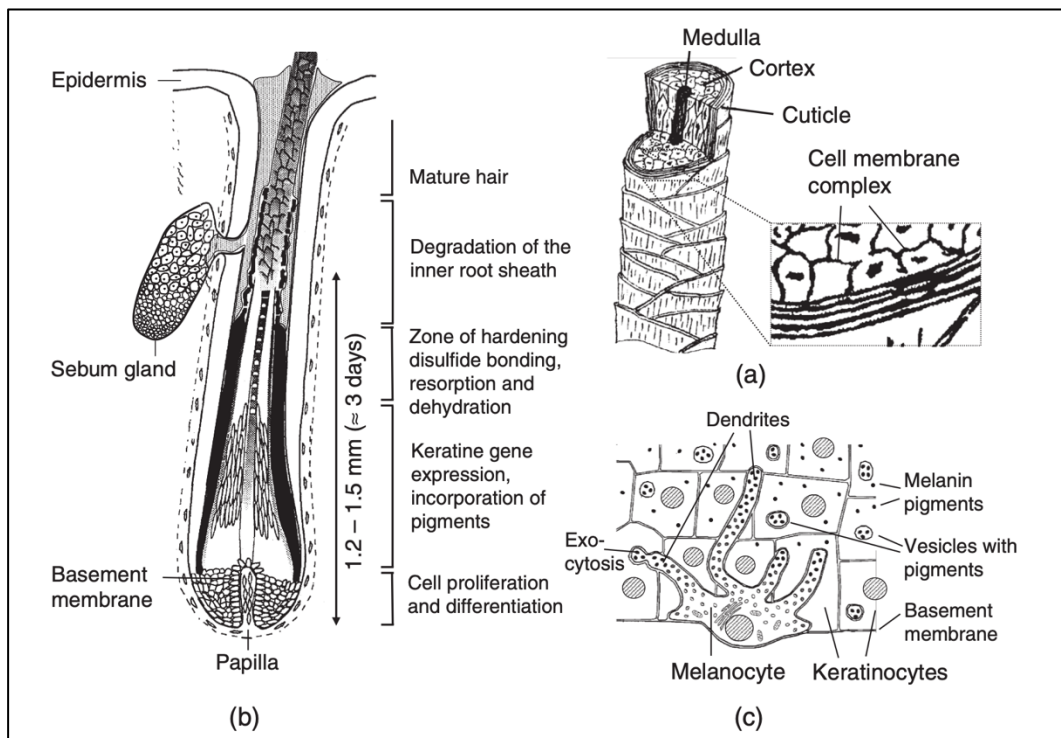 Epidermis
Mature hair
Degradation of the
inner root sheath
Sebum gland
Zone of hardening
disulfide bonding,
resorption and
dehydration
1.2 – 1.5 mm (≈ 3 days)
Keratine gene
expression,
incorporation of
pigments
Basement
membrane
Cell proliferation
and differentiation
Papilla
(b)
Medulla
Cortex
Cuticle
Cell membrane
complex
(a)
Dendrites
Melanin
pigments
Exo-
cytosis
Vesicles with
pigments
Basement
membrane
Melanocyte
Keratinocytes
(c)